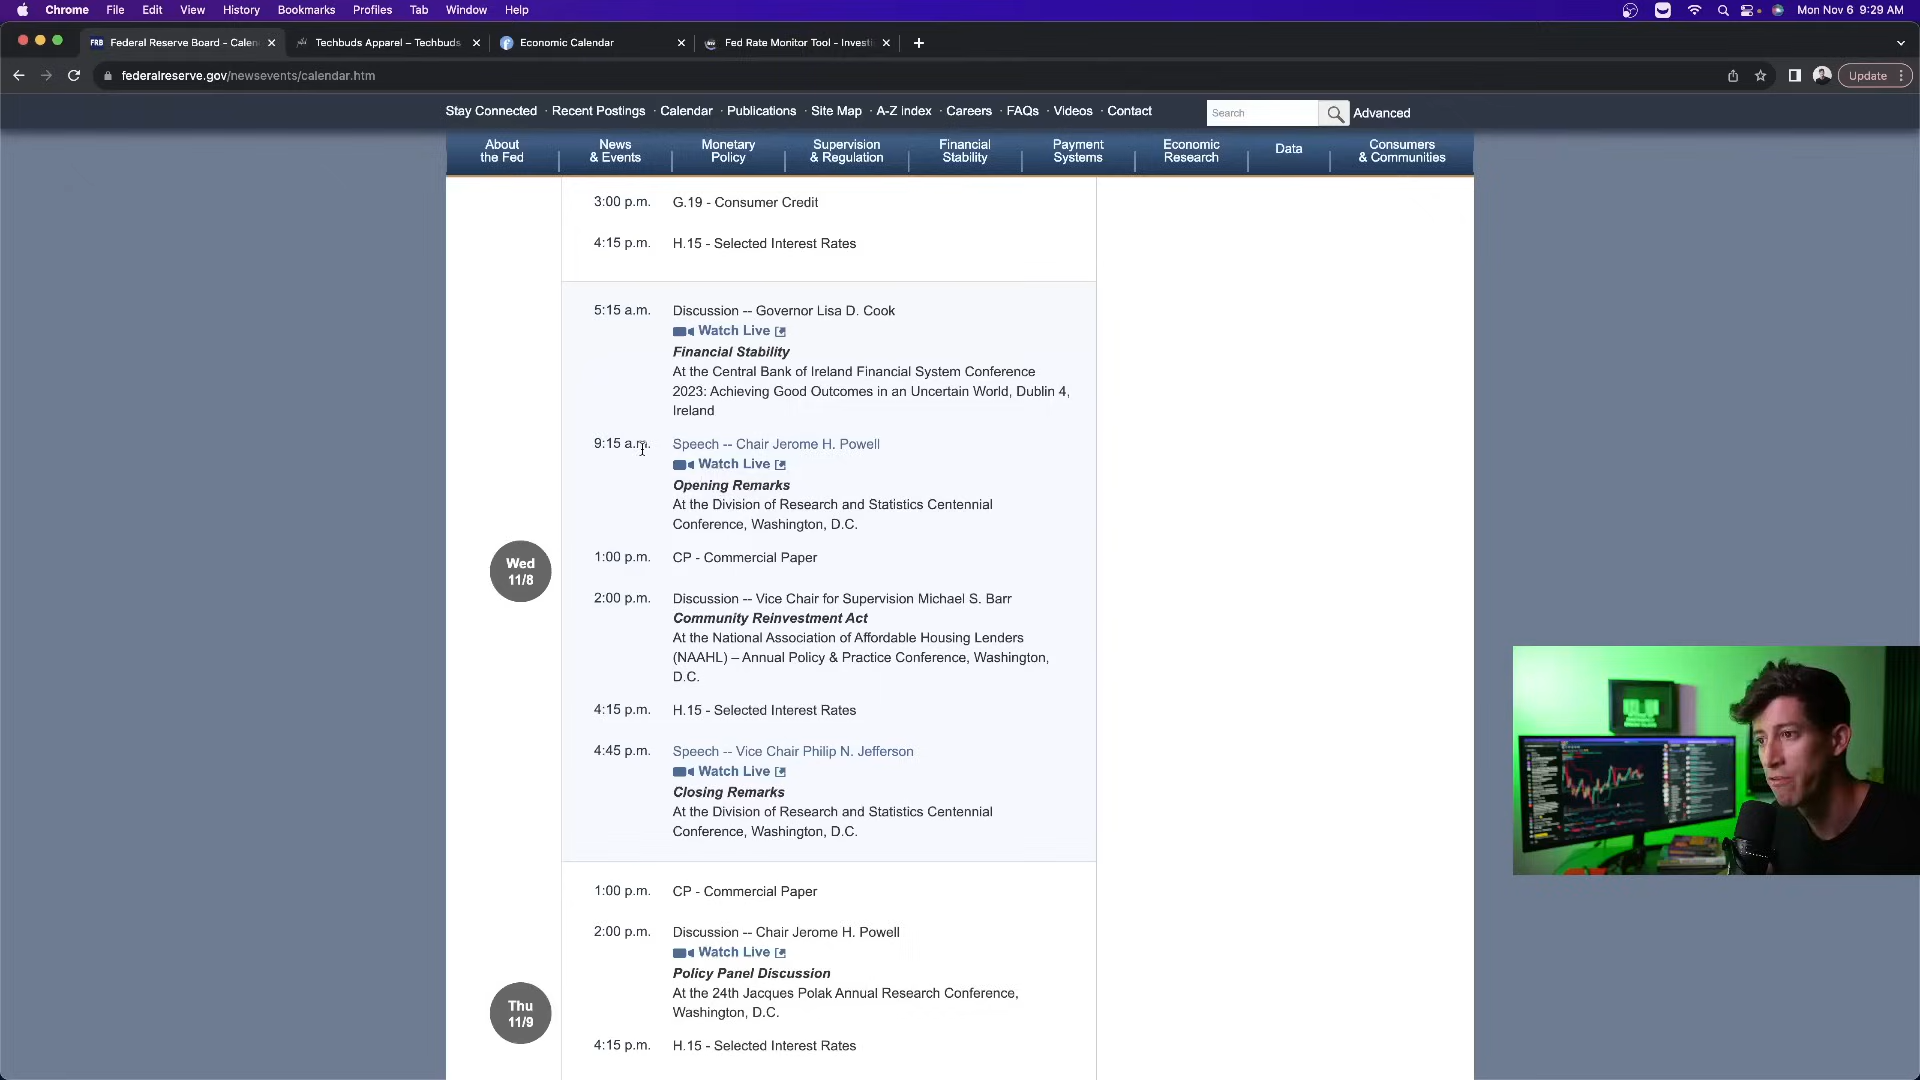 Chrome File Edit View History Bookmarks Profiles Tab Window Help Mon Nov 6 9:29 AM
FRB Federal Reserve Board - Calen Techbuds Apparel – Techbuds Economic Calendar Fed Rate Monitor Tool - Investi
federalreserve.gov/newsevents/calendar.htm Update
Stay Connected · Recent Postings · Calendar · Publications · Site Map · A-Z index · Careers · FAQs · Videos · Contact Search Advanced
About the Fed
News & Events
Monetary Policy
Supervision & Regulation
Financial Stability
Payment Systems
Economic Research
Data
Consumers & Communities
3:00 p.m. G.19 - Consumer Credit
4:15 p.m. H.15 - Selected Interest Rates
5:15 a.m. Discussion -- Governor Lisa D. Cook
Watch Live
Financial Stability
At the Central Bank of Ireland Financial System Conference
2023: Achieving Good Outcomes in an Uncertain World, Dublin 4,
Ireland
9:15 a.m. Speech -- Chair Jerome H. Powell
Watch Live
Opening Remarks
At the Division of Research and Statistics Centennial
Conference, Washington, D.C.
Wed
11/8
1:00 p.m. CP - Commercial Paper
2:00 p.m. Discussion -- Vice Chair for Supervision Michael S. Barr
Community Reinvestment Act
At the National Association of Affordable Housing Lenders
(NAAHL) – Annual Policy & Practice Conference, Washington,
D.C.
4:15 p.m. H.15 - Selected Interest Rates
4:45 p.m. Speech -- Vice Chair Philip N. Jefferson
Watch Live
Closing Remarks
At the Division of Research and Statistics Centennial
Conference, Washington, D.C.
1:00 p.m. CP - Commercial Paper
2:00 p.m. Discussion -- Chair Jerome H. Powell
Watch Live
Policy Panel Discussion
At the 24th Jacques Polak Annual Research Conference,
Washington, D.C.
Thu
11/9
4:15 p.m. H.15 - Selected Interest Rates